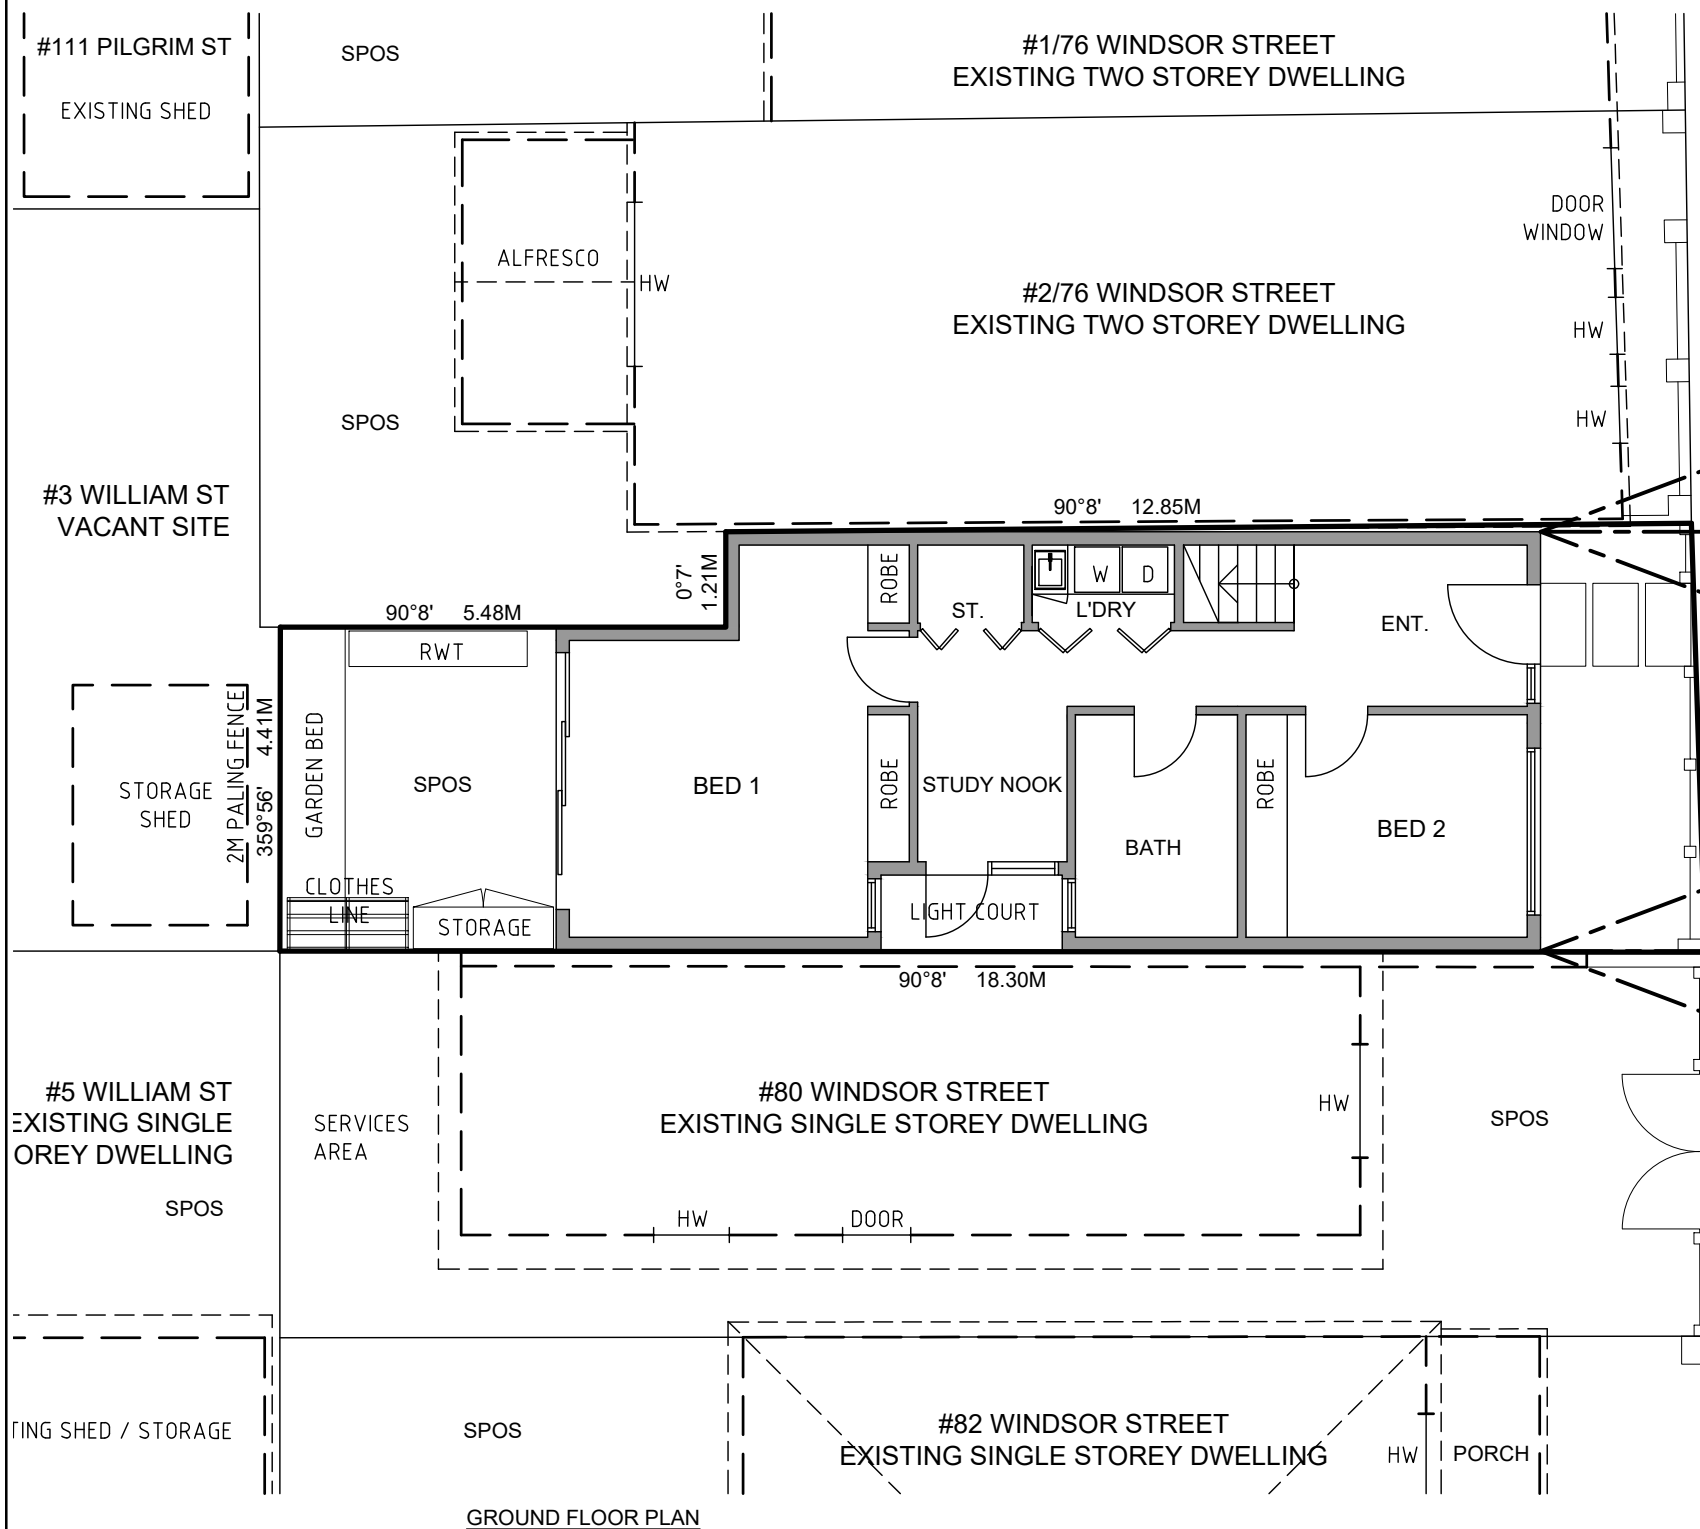 #111 PILGRIM ST
EXISTING SHED
SPOS
#1/76 WINDSOR STREET
EXISTING TWO STOREY DWELLING
DOOR
WINDOW
ALFRESCO
HW
#2/76 WINDSOR STREET
EXISTING TWO STOREY DWELLING
HW
HW
SPOS
#3 WILLIAM ST
VACANT SITE
90°8' 12.85M
0°7'
1.21M
90°8' 5.48M
RWT
ROBE
ST.
W
D
L'DRY
ENT.
2M PALING FENCE
359°56' 4.41M
GARDEN BED
STORAGE
SHED
SPOS
BED 1
ROBE
STUDY NOOK
BATH
ROBE
BED 2
CLOTHES
LINE
STORAGE
LIGHT COURT
90°8' 18.30M
#5 WILLIAM ST
EXISTING SINGLE
OREY DWELLING
SPOS
SERVICES
AREA
#80 WINDSOR STREET
EXISTING SINGLE STOREY DWELLING
HW
SPOS
HW
DOOR
TING SHED / STORAGE
SPOS
#82 WINDSOR STREET
EXISTING SINGLE STOREY DWELLING
HW
PORCH
GROUND FLOOR PLAN